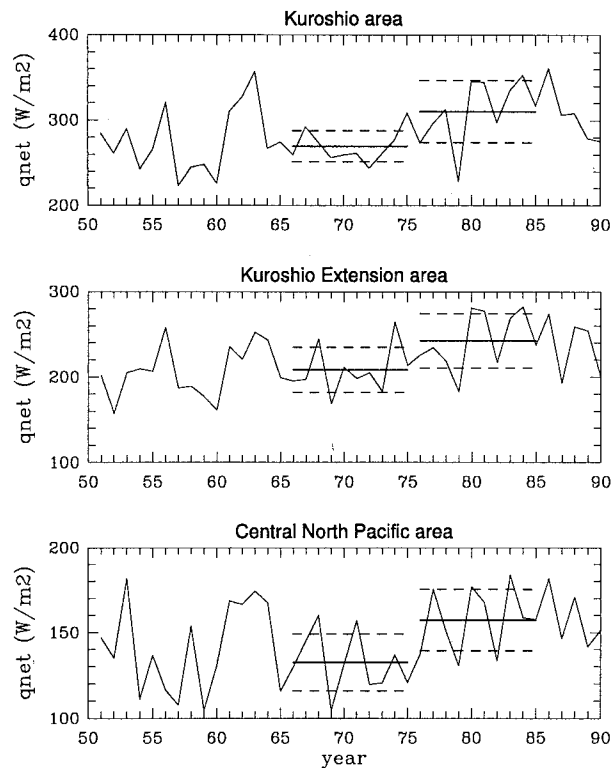 Kuroshio area
400
300
200
qnet (W/m2)
50 55 60 65 70 75 80 85 90
Kuroshio Extension area
300
200
100
qnet (W/m2)
50 55 60 65 70 75 80 85 90
Central North Pacific area
200
150
100
qnet (W/m2)
50 55 60 65 70 75 80 85 90
year